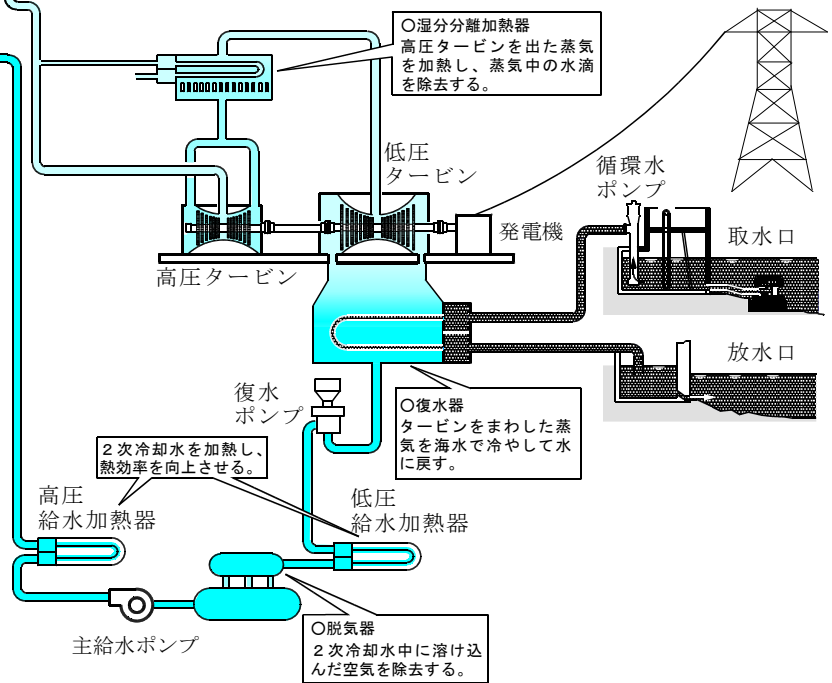 ○湿分分離加熱器
高圧タービンを出た蒸気
を加熱し、蒸気中の水滴
を除去する。
低圧
タービン
循環水
ポンプ
発電機
取水口
高圧タービン
放水口
復水
ポンプ
○復水器
タービンをまわした蒸
気を海水で冷やして水
に戻す。
２次冷却水を加熱し、
熱効率を向上させる。
高圧
給水加熱器
低圧
給水加熱器
主給水ポンプ
○脱気器
２次冷却水中に溶け込
んだ空気を除去する。